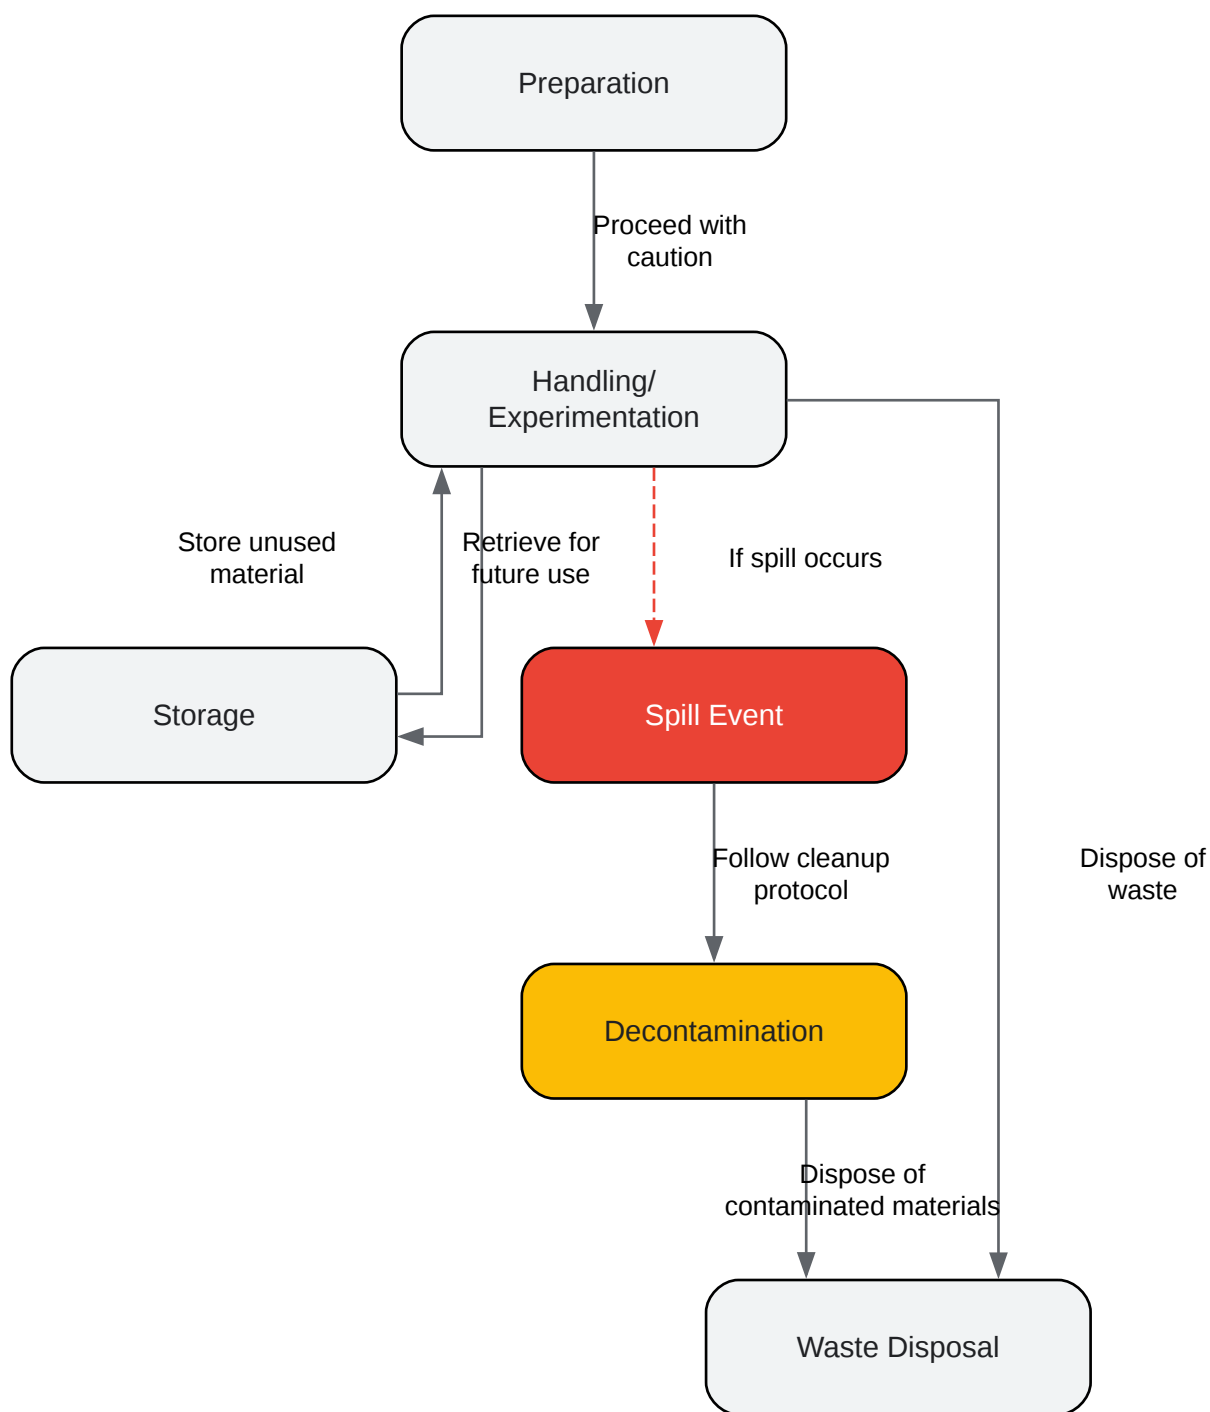 Preparation
Proceed with
caution
Handling/
Experimentation
Store unused
material
Retrieve for
future use
If spill occurs
Storage
Spill Event
Follow cleanup
protocol
Dispose of
waste
Decontamination
Dispose of
contaminated materials
Waste Disposal